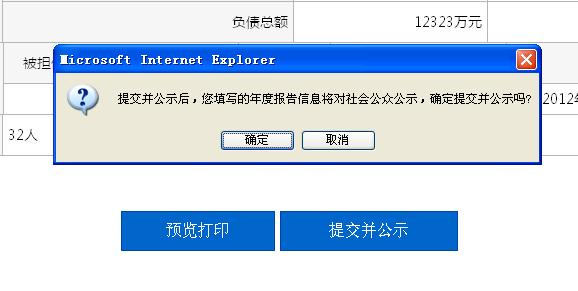 负债总额 12323万元
Microsoft Internet Explorer
被担
提交并公示后，您填写的年度报告信息将对社会公众公示，确定提交并公示吗?
2012年
32人
确定 取消
预览打印 提交并公示